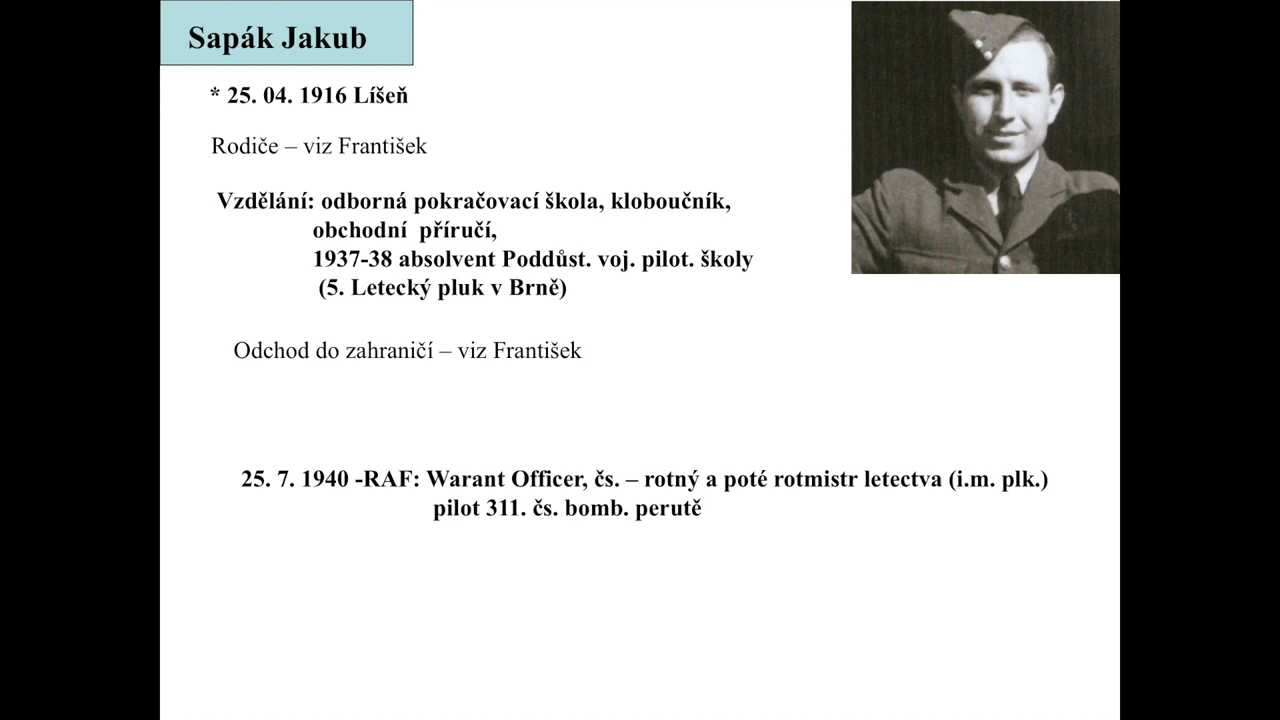 Sapák Jakub
* 25. 04. 1916 Líšeň
Rodiče – viz František
Vzdělání: odborná pokračovací škola, kloboučník,
obchodní příručí,
1937-38 absolvent Poddůst. voj. pilot. školy
(5. Letecký pluk v Brně)
Odchod do zahraničí – viz František
25. 7. 1940 -RAF: Warant Officer, čs. – rotný a poté rotmistr letectva (i.m. plk.)
pilot 311. čs. bomb. perutě